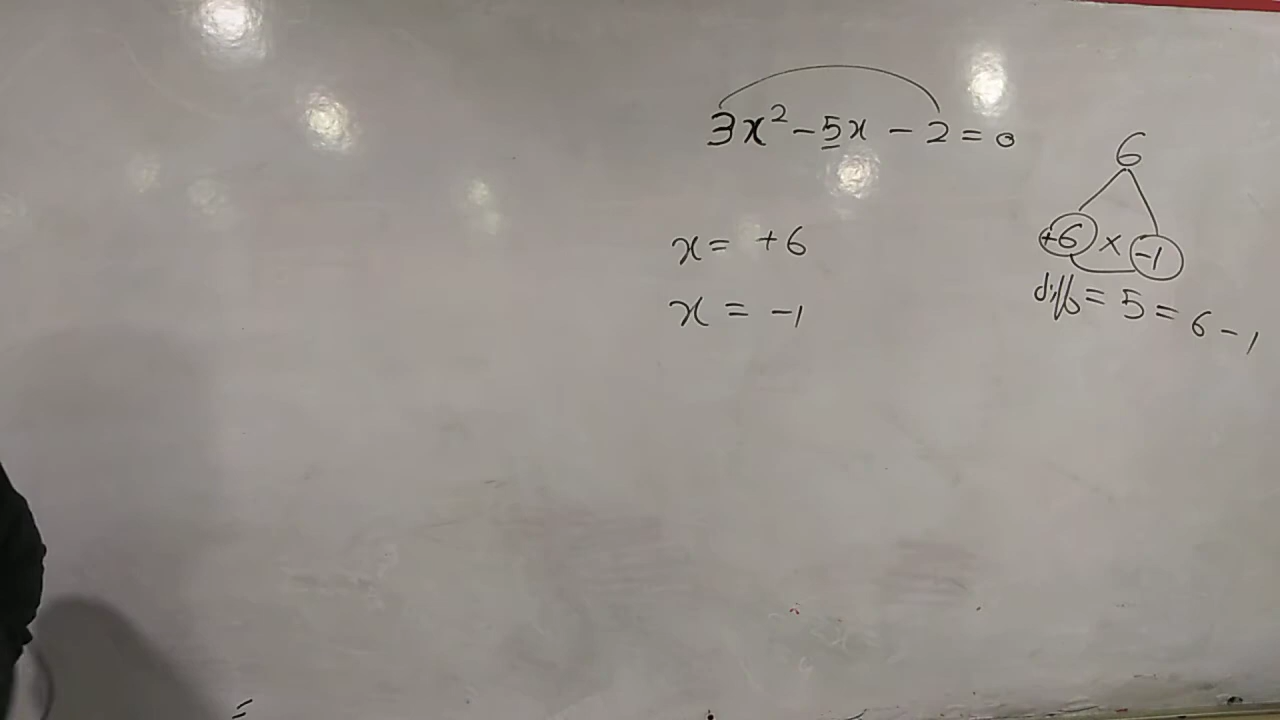 3x² - 5x - 2 = 0
6
+6 × -1
diff = 5 = 6 - 1
x = +6
x = -1
=